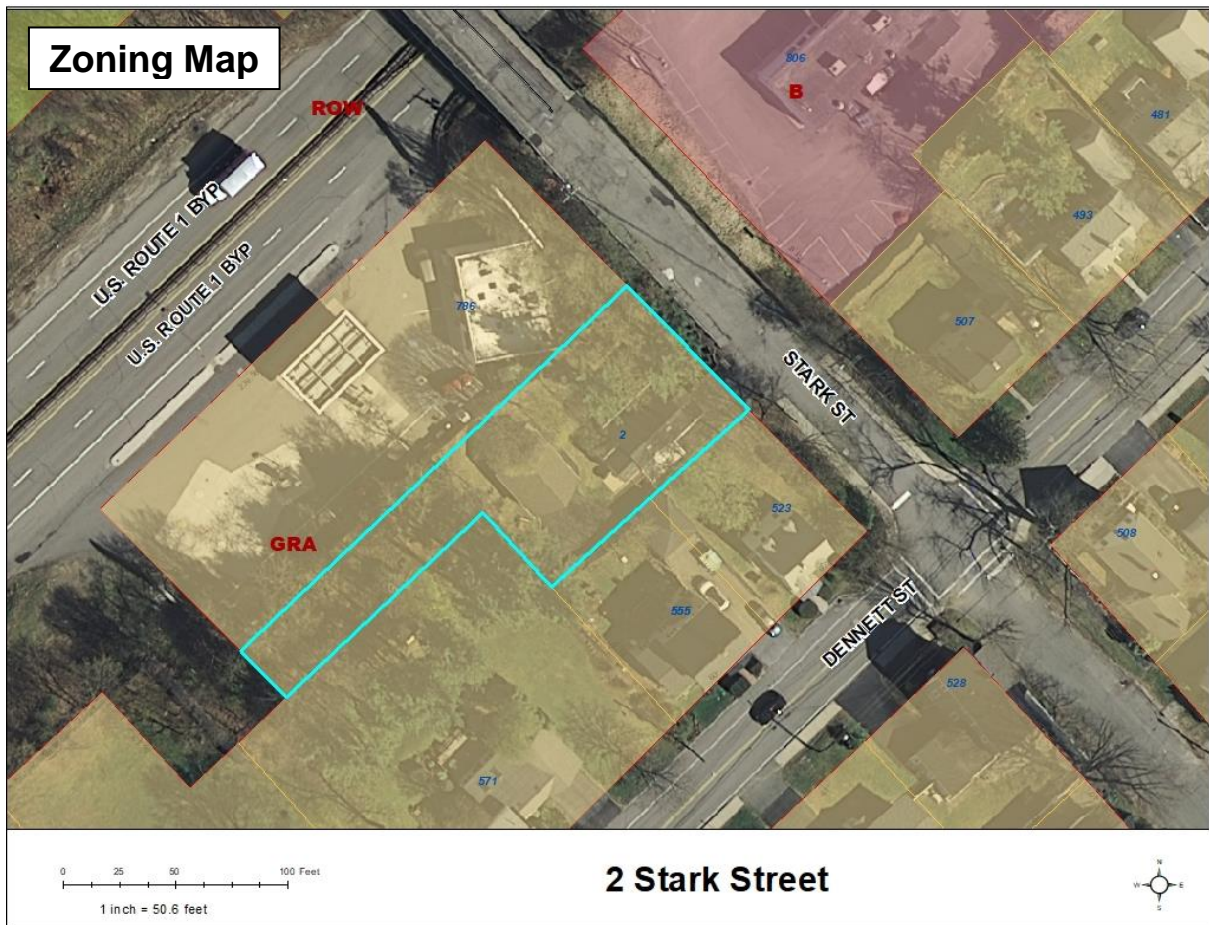 Zoning Map
ROW
806
B
481
U.S. ROUTE 1 BYP
493
U.S. ROUTE 1 BYP
786
507
STARK ST
2
523
GRA
508
555
DENNETT ST
528
571
0 25 50 100 Feet
1 inch = 50.6 feet
2 Stark Street
N
W E
S